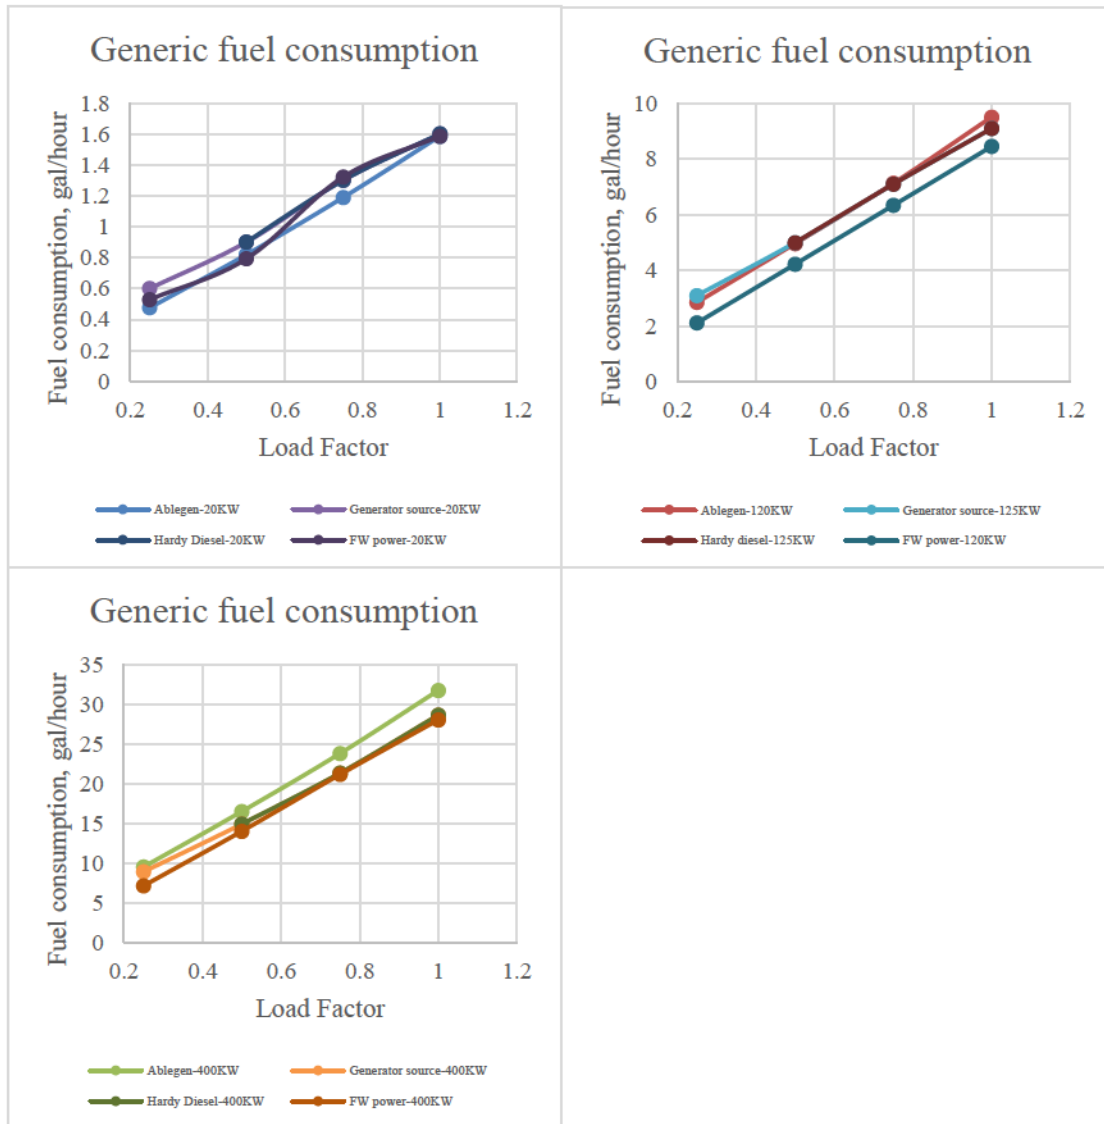 Generic fuel consumption
Fuel consumption, gal/hour
1.8
1.6
1.4
1.2
1
0.8
0.6
0.4
0.2
0
0.2 0.4 0.6 0.8 1 1.2
Load Factor
Ablegen-20KW Generator source-20KW
Hardy Diesel-20KW FW power-20KW
Generic fuel consumption
Fuel consumption, gal/hour
10
8
6
4
2
0
0.2 0.4 0.6 0.8 1 1.2
Load Factor
Ablegen-120KW Generator source-125KW
Hardy diesel-125KW FW power-120KW
Generic fuel consumption
Fuel consumption, gal/hour
35
30
25
20
15
10
5
0
0.2 0.4 0.6 0.8 1 1.2
Load Factor
Ablegen-400KW Generator source-400KW
Hardy Diesel-400KW FW power-400KW